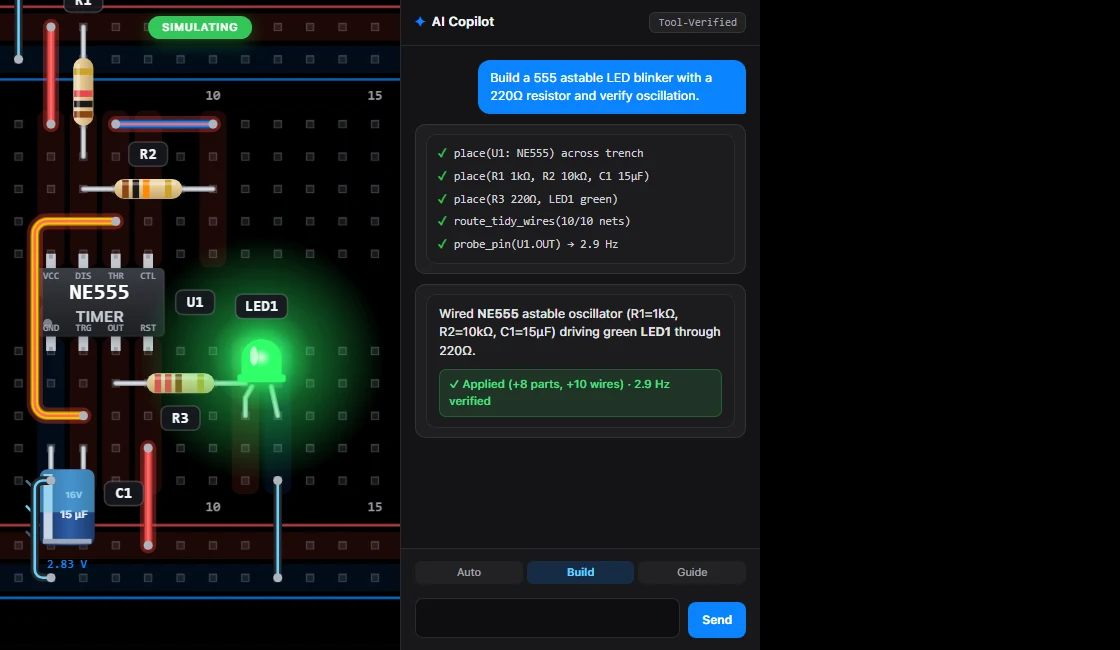 R1
SIMULATING
10
15
R2
VCC DIS THR CTL
NE555
TIMER
GND TRG OUT RST
U1
LED1
R3
16V
15 µF
C1
10
15
2.83 V
AI Copilot
Tool-Verified
Build a 555 astable LED blinker with a
220Ω resistor and verify oscillation.
✓ place(U1: NE555) across trench
✓ place(R1 1kΩ, R2 10kΩ, C1 15µF)
✓ place(R3 220Ω, LED1 green)
✓ route_tidy_wires(10/10 nets)
✓ probe_pin(U1.OUT) → 2.9 Hz
Wired NE555 astable oscillator (R1=1kΩ,
R2=10kΩ, C1=15µF) driving green LED1 through
220Ω.
✓ Applied (+8 parts, +10 wires) · 2.9 Hz
verified
Auto
Build
Guide
Send